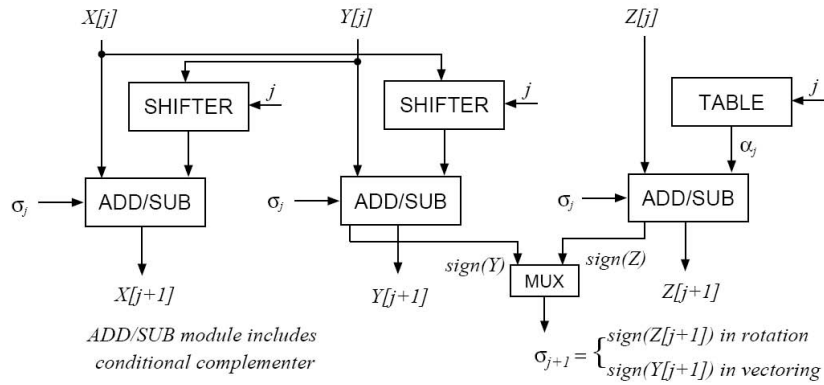 X[j] Y[j] Z[j]
SHIFTER j SHIFTER j TABLE j
αj
σj ADD/SUB σj ADD/SUB σj ADD/SUB
sign(Y) sign(Z)
MUX
X[j+1] Y[j+1] Z[j+1]
ADD/SUB module includes
conditional complementer
σj+1 = { sign(Z[j+1]) in rotation
sign(Y[j+1]) in vectoring